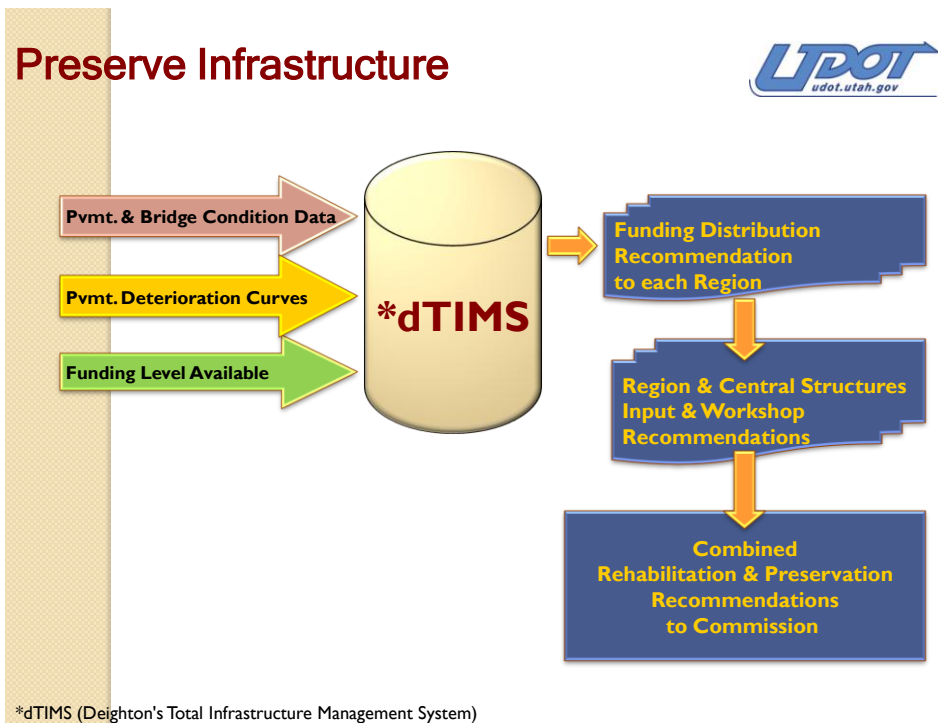 Preserve Infrastructure
UDOT
udot.utah.gov
Pvmt. & Bridge Condition Data
Pvmt. Deterioration Curves
Funding Level Available
*dTIMS
Funding Distribution
Recommendation
to each Region
Region & Central Structures
Input & Workshop
Recommendations
Combined
Rehabilitation & Preservation
Recommendations
to Commission
*dTIMS (Deighton's Total Infrastructure Management System)